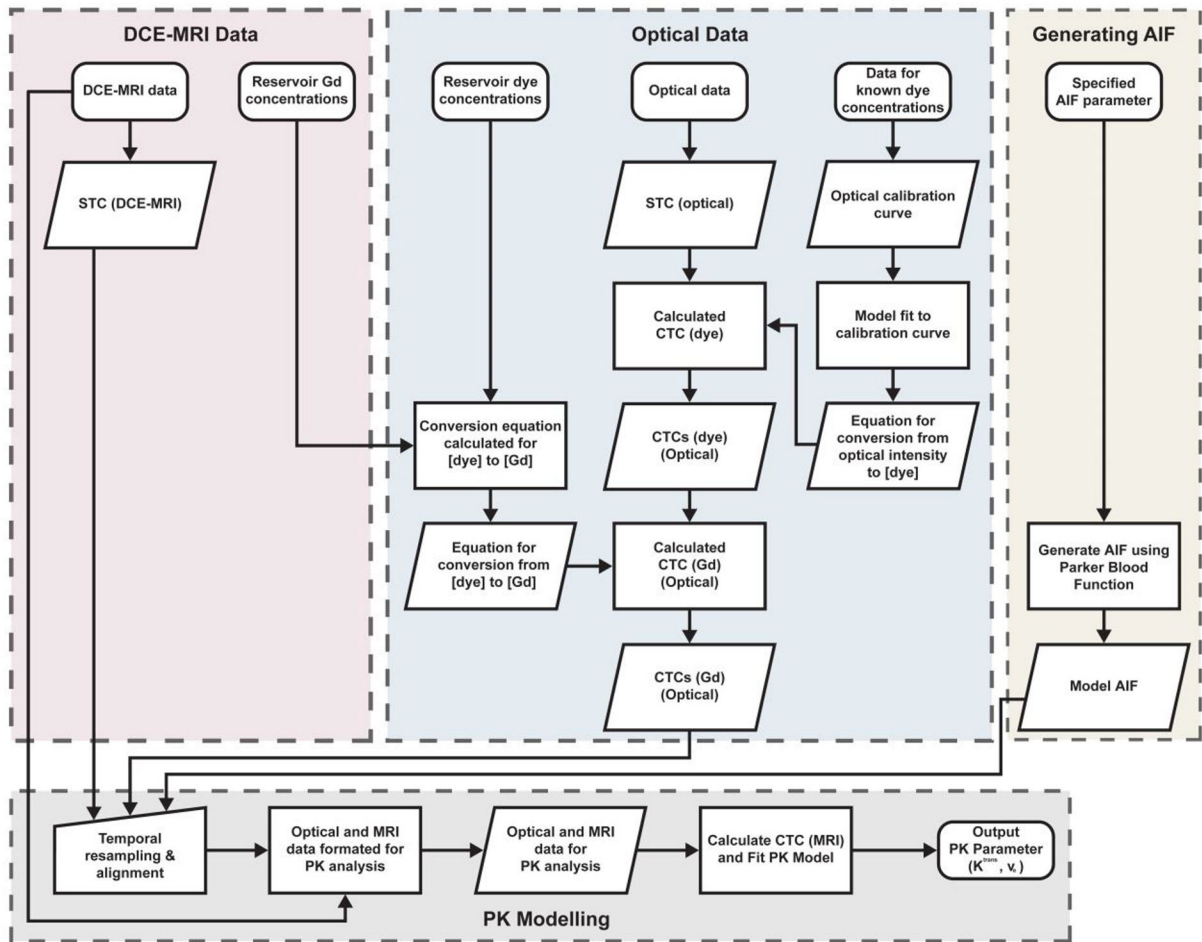 DCE-MRI Data
DCE-MRI data
Reservoir Gd
concentrations
STC (DCE-MRI)
Optical Data
Reservoir dye
concentrations
Optical data
Data for
known dye
concentrations
STC (optical)
Optical calibration
curve
Calculated
CTC (dye)
Model fit to
calibration curve
Conversion equation
calculated for
[dye] to [Gd]
CTCs (dye)
(Optical)
Equation for
conversion from
optical intensity
to [dye]
Equation for
conversion from
[dye] to [Gd]
Calculated
CTC (Gd)
(Optical)
CTCs (Gd)
(Optical)
Generating AIF
Specified
AIF parameter
Generate AIF using
Parker Blood
Function
Model AIF
Temporal
resampling &
alignment
Optical and MRI
data formated for
PK analysis
Optical and MRI
data for
PK analysis
Calculate CTC (MRI)
and Fit PK Model
Output
PK Parameter
(K^trans, v_e)
PK Modelling